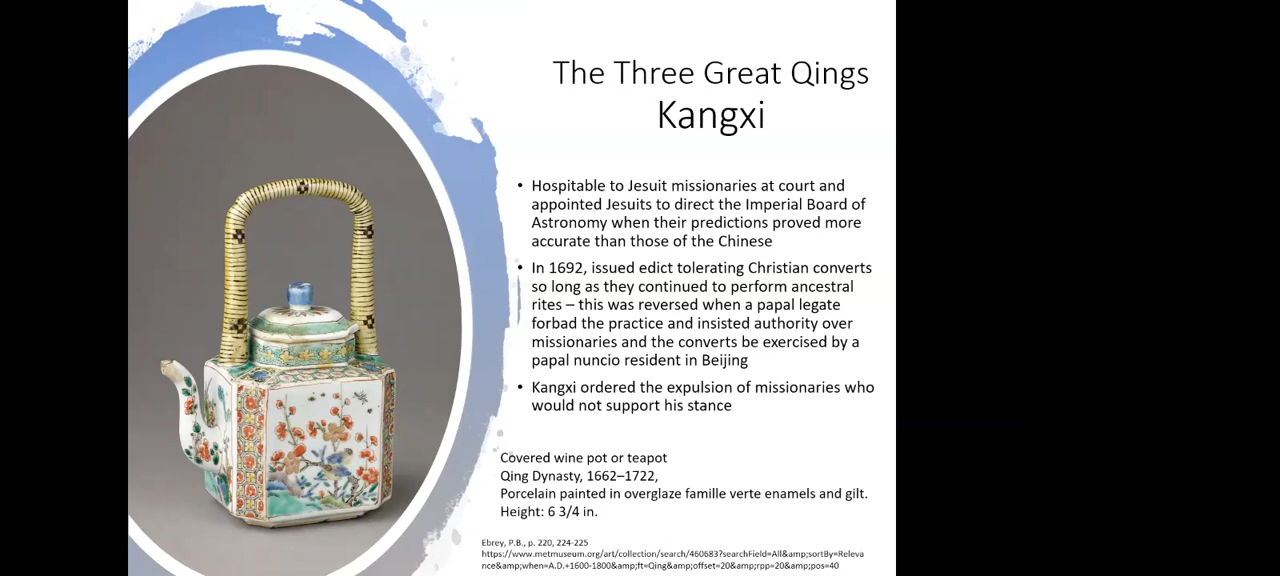 The Three Great Qings
Kangxi
• Hospitable to Jesuit missionaries at court and
appointed Jesuits to direct the Imperial Board of
Astronomy when their predictions proved more
accurate than those of the Chinese
• In 1692, issued edict tolerating Christian converts
so long as they continued to perform ancestral
rites – this was reversed when a papal legate
forbad the practice and insisted authority over
missionaries and the converts be exercised by a
papal nuncio resident in Beijing
• Kangxi ordered the expulsion of missionaries who
would not support his stance
Covered wine pot or teapot
Qing Dynasty, 1662–1722,
Porcelain painted in overglaze famille verte enamels and gilt.
Height: 6 3/4 in.
Ebrey, P.B., p. 220, 224-225
https://www.metmuseum.org/art/collection/search/460683?searchField=All&amp;sortBy=Releva
nce&amp;when=A.D.+1600-1800&amp;ft=Qing&amp;offset=20&amp;rpp=20&amp;pos=40